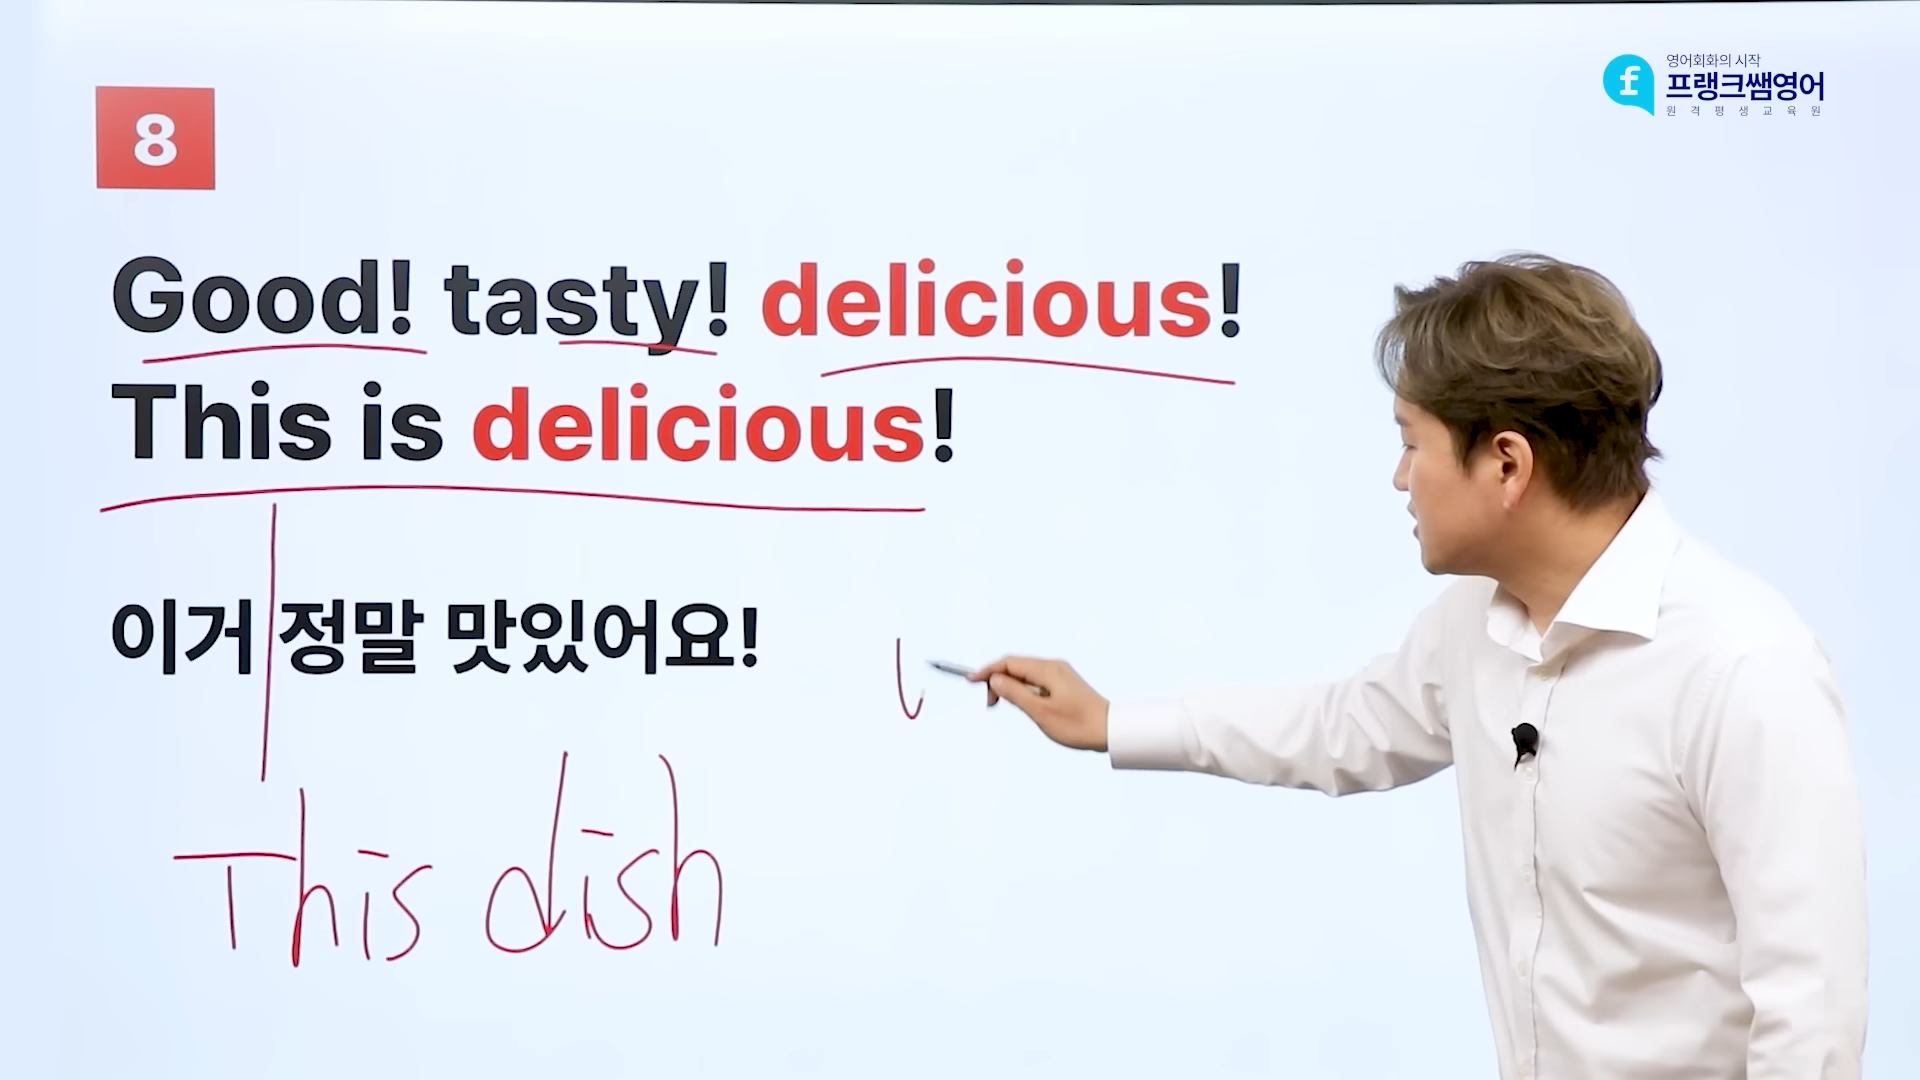 8
영어회화의 시작
프랭크쌤영어
원격평생교육원
Good! tasty! delicious!
This is delicious!
이거 정말 맛있어요!
This dish